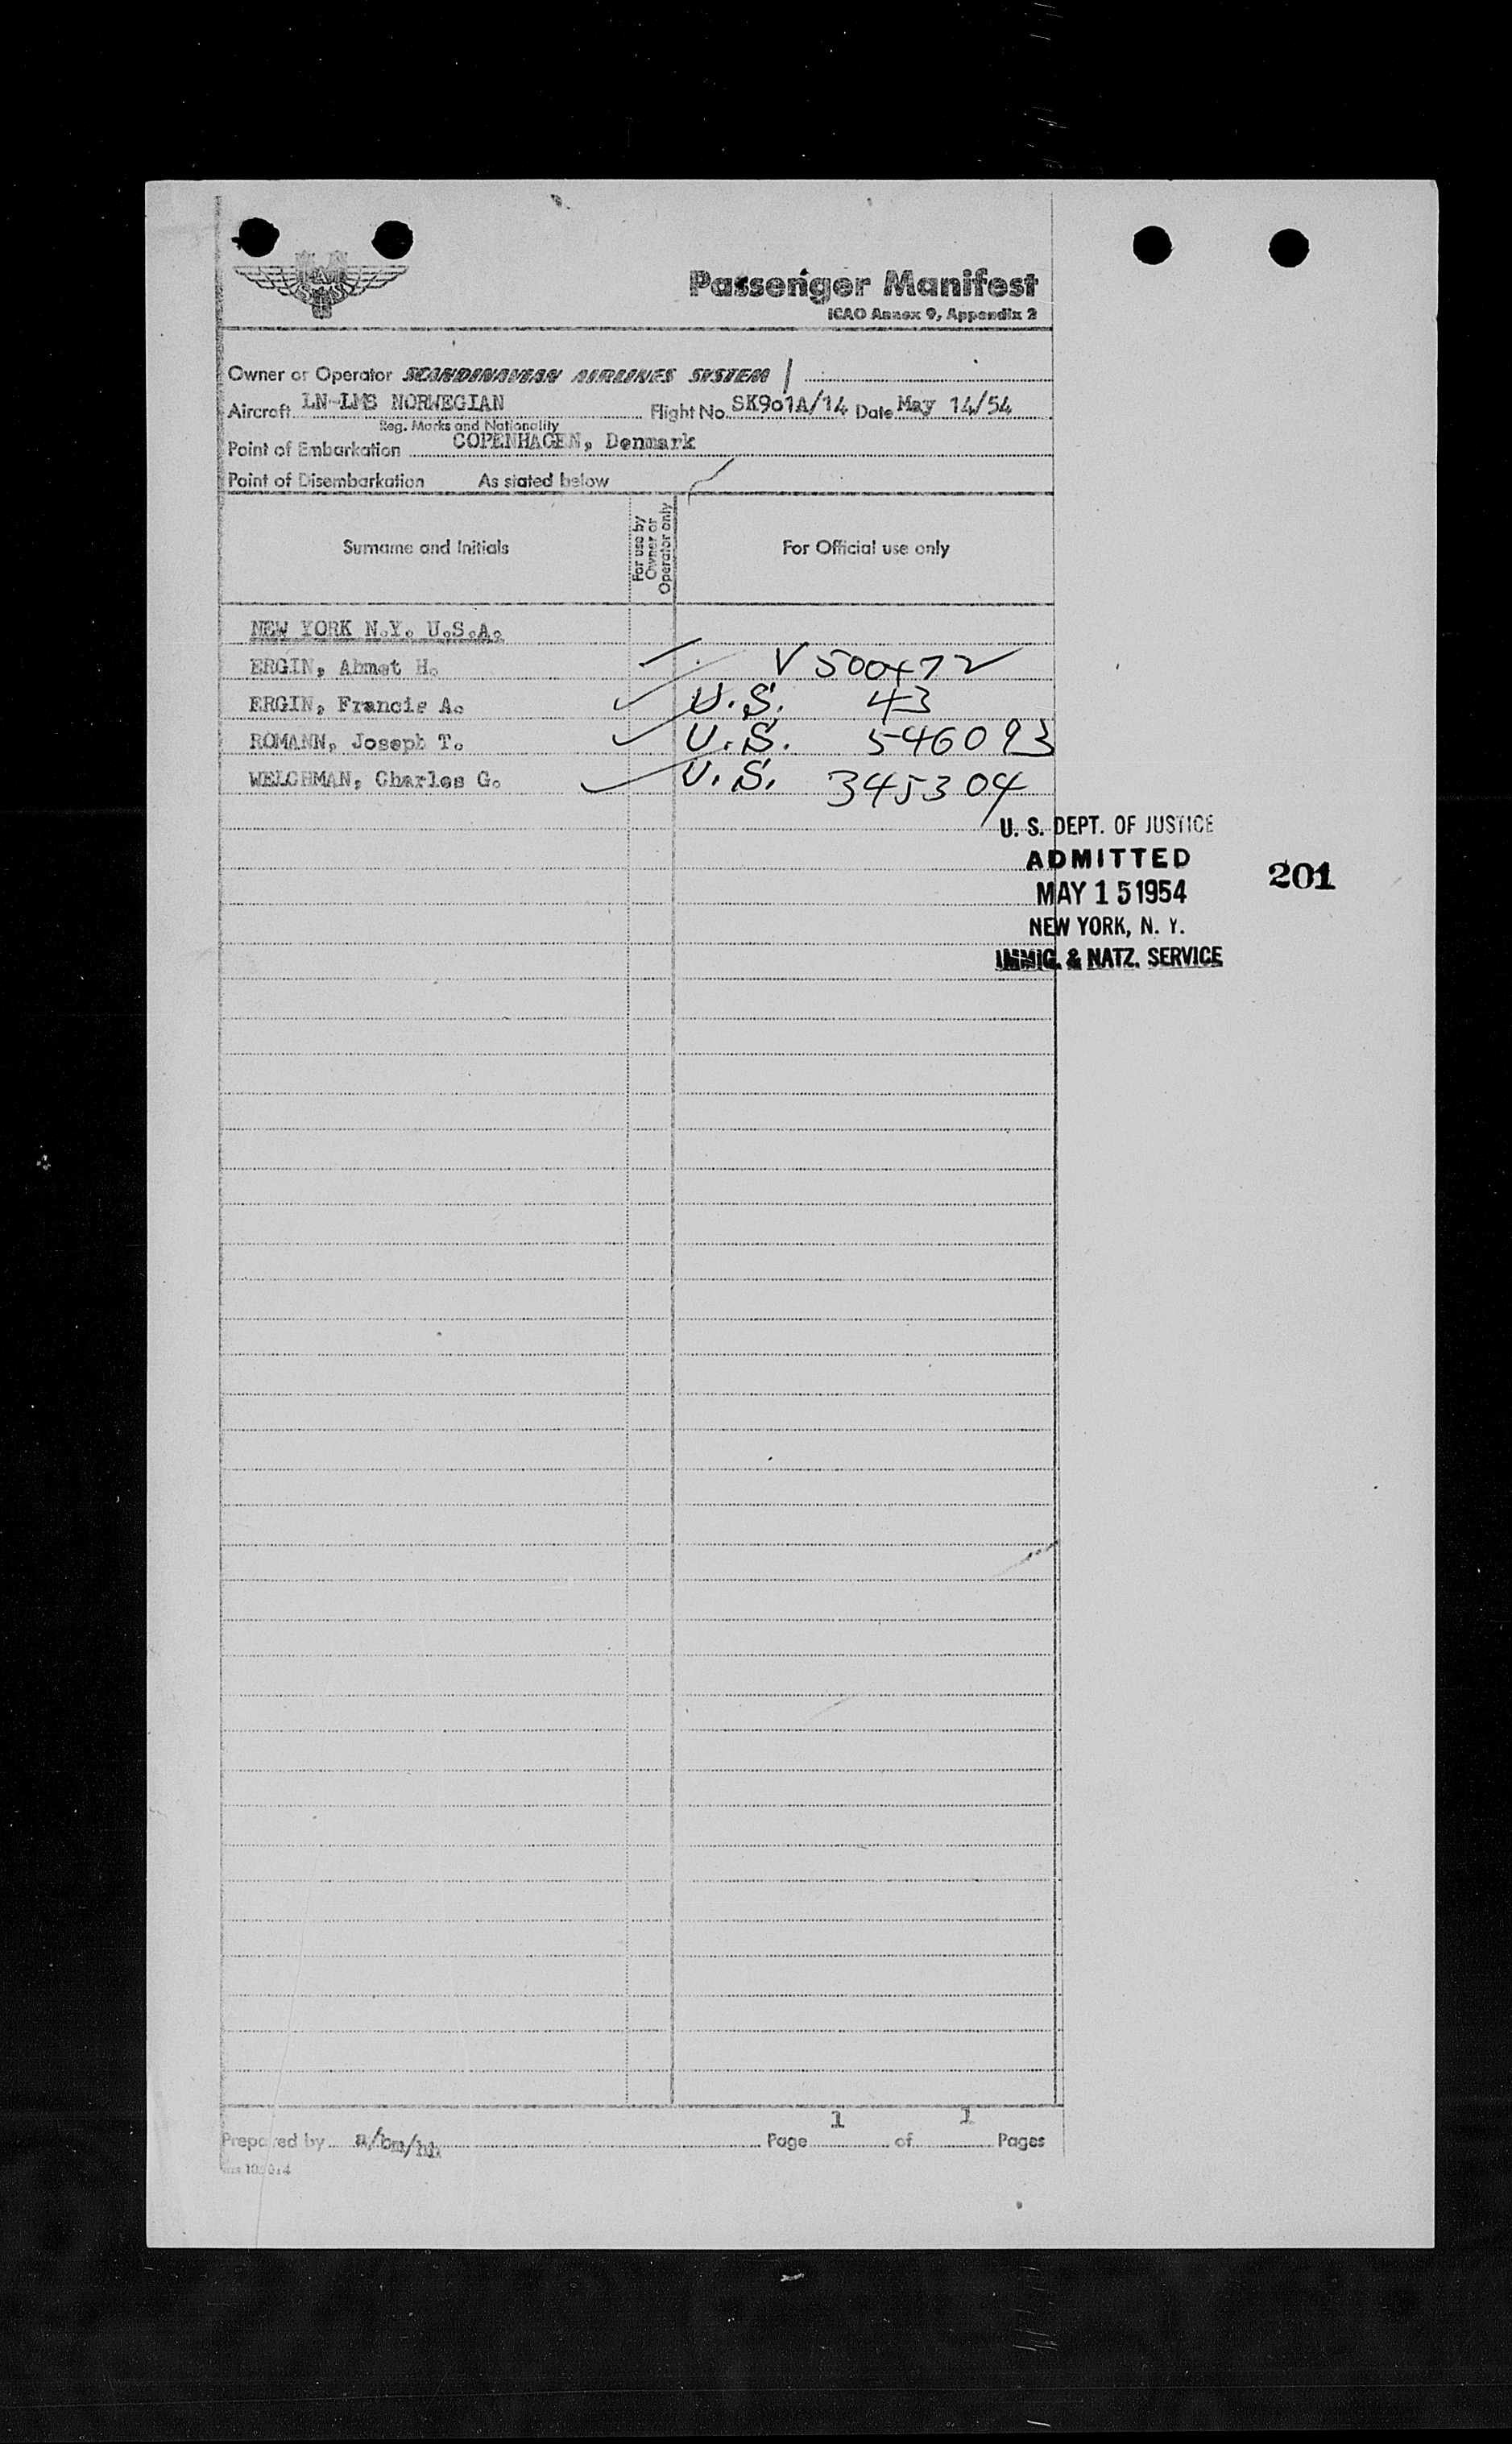 SAS
Passenger Manifest
ICAO Annex 9, Appendix 2
Owner or Operator SCANDINAVIAN AIRLINES SYSTEM
Aircraft LN-LMS NORWEGIAN Flight No. SK901A/14 Date May 14/54
Reg. Marks and Nationality
Point of Embarkation COPENHAGEN, Denmark
Point of Disembarkation As stated below
Surname and Initials For use by Owner or Operator only For Official use only
NEW YORK N.Y. U.S.A.
ERGIN, Ahmet H. V 500472
ERGIN, Francis A. U.S. 43
ROMANN, Joseph T. U.S. 546093
WELCHMAN, Charles G. U.S. 345304
U. S. DEPT. OF JUSTICE
ADMITTED
201
MAY 15 1954
NEW YORK, N. Y.
IMMIG. & NATZ. SERVICE
Prepared by a/bm/hh Page 1 of 1 Pages